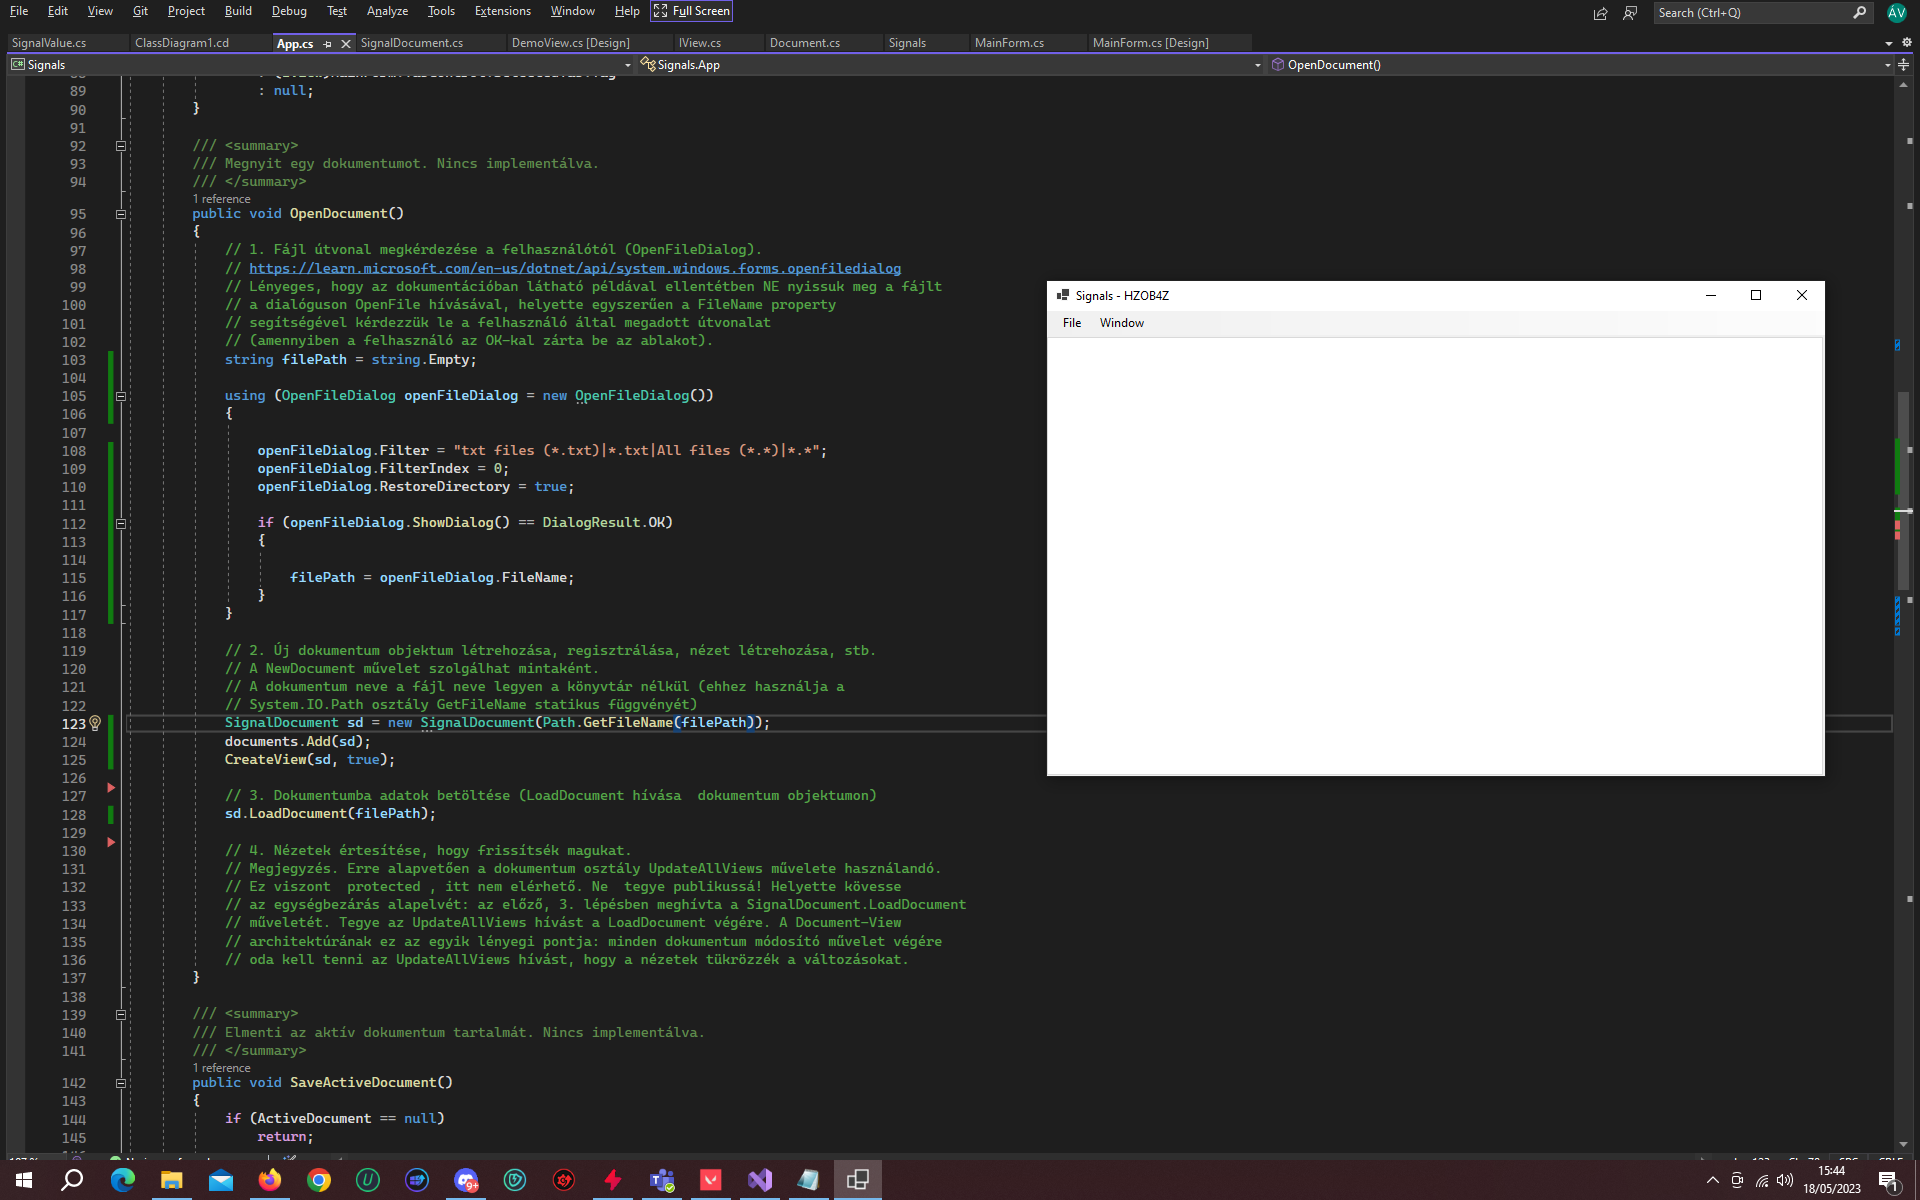 File Edit View Git Project Build Debug Test Analyze Tools Extensions Window Help Full Screen Search (Ctrl+Q) ÁV
SignalValue.cs ClassDiagram1.cd App.cs SignalDocument.cs DemoView.cs [Design] IView.cs Document.cs Signals MainForm.cs MainForm.cs [Design]
C# Signals Signals.App OpenDocument()
89 : null;
90 }
91
92 /// <summary>
93 /// Megnyit egy dokumentumot. Nincs implementálva.
94 /// </summary>
1 reference
95 public void OpenDocument()
96 {
97 // 1. Fájl útvonal megkérdezése a felhasználótól (OpenFileDialog).
98 // https://learn.microsoft.com/en-us/dotnet/api/system.windows.forms.openfiledialog
99 // Lényeges, hogy az dokumentációban látható példával ellentétben NE nyissuk meg a fájlt
100 // a dialóguson OpenFile hívásával, helyette egyszerűen a FileName property
101 // segítségével kérdezzük le a felhasználó által megadott útvonalat
102 // (amennyiben a felhasználó az OK-kal zárta be az ablakot).
103 string filePath = string.Empty;
104
105 using (OpenFileDialog openFileDialog = new OpenFileDialog())
106 {
107
108 openFileDialog.Filter = "txt files (*.txt)|*.txt|All files (*.*)|*.*";
109 openFileDialog.FilterIndex = 0;
110 openFileDialog.RestoreDirectory = true;
111
112 if (openFileDialog.ShowDialog() == DialogResult.OK)
113 {
114
115 filePath = openFileDialog.FileName;
116 }
117 }
118
119 // 2. Új dokumentum objektum létrehozása, regisztrálása, nézet létrehozása, stb.
120 // A NewDocument művelet szolgálhat mintaként.
121 // A dokumentum neve a fájl neve legyen a könyvtár nélkül (ehhez használja a
122 // System.IO.Path osztály GetFileName statikus függvényét)
123 SignalDocument sd = new SignalDocument(Path.GetFileName(filePath));
124 documents.Add(sd);
125 CreateView(sd, true);
126
127 // 3. Dokumentumba adatok betöltése (LoadDocument hívása  dokumentum objektumon)
128 sd.LoadDocument(filePath);
129
130 // 4. Nézetek értesítése, hogy frissítsék magukat.
131 // Megjegyzés. Erre alapvetően a dokumentum osztály UpdateAllViews művelete használandó.
132 // Ez viszont  protected , itt nem elérhető. Ne  tegye publikussá! Helyette kövesse
133 // az egységbezárás alapelvét: az előző, 3. lépésben meghívta a SignalDocument.LoadDocument
134 // műveletét. Tegye az UpdateAllViews hívást a LoadDocument végére. A Document-View
135 // architektúrának ez az egyik lényegi pontja: minden dokumentum módosító művelet végére
136 // oda kell tenni az UpdateAllViews hívást, hogy a nézetek tükrözzék a változásokat.
137 }
138
139 /// <summary>
140 /// Elmenti az aktív dokumentum tartalmát. Nincs implementálva.
141 /// </summary>
1 reference
142 public void SaveActiveDocument()
143 {
144 if (ActiveDocument == null)
145 return;
Signals - HZOB4Z
File Window
9+
15:44
18/05/2023
1